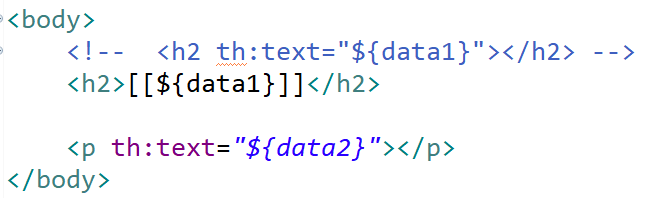 <body>
<!--  <h2 th:text="${data1}"></h2> -->
<h2>[[${data1}]]</h2>
<p th:text="${data2}"></p>
</body>